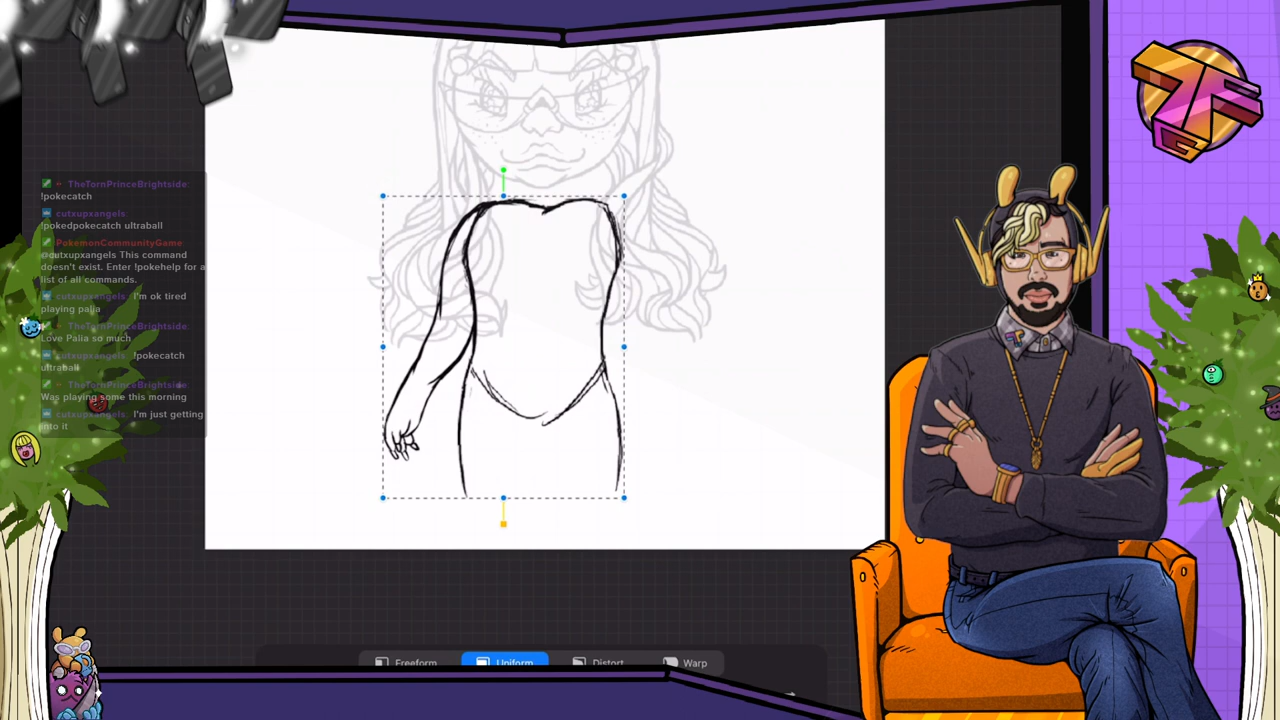 TheTornPrinceBrightside:
!pokecatch
cutxupxangels:
!pokedpokecatch ultraball
PokemonCommunityGame:
@cutxupxangels This command
doesn't exist. Enter !pokehelp for a
list of all commands.
cutxupxangels: I'm ok tired
playing palia
TheTornPrinceBrightside:
Love Palia so much
cutxupxangels: !pokecatch
ultraball
TheTornPrinceBrightside:
Was playing some this morning
cutxupxangels: I'm just getting
into it
Freeform
Uniform
Distort
Warp